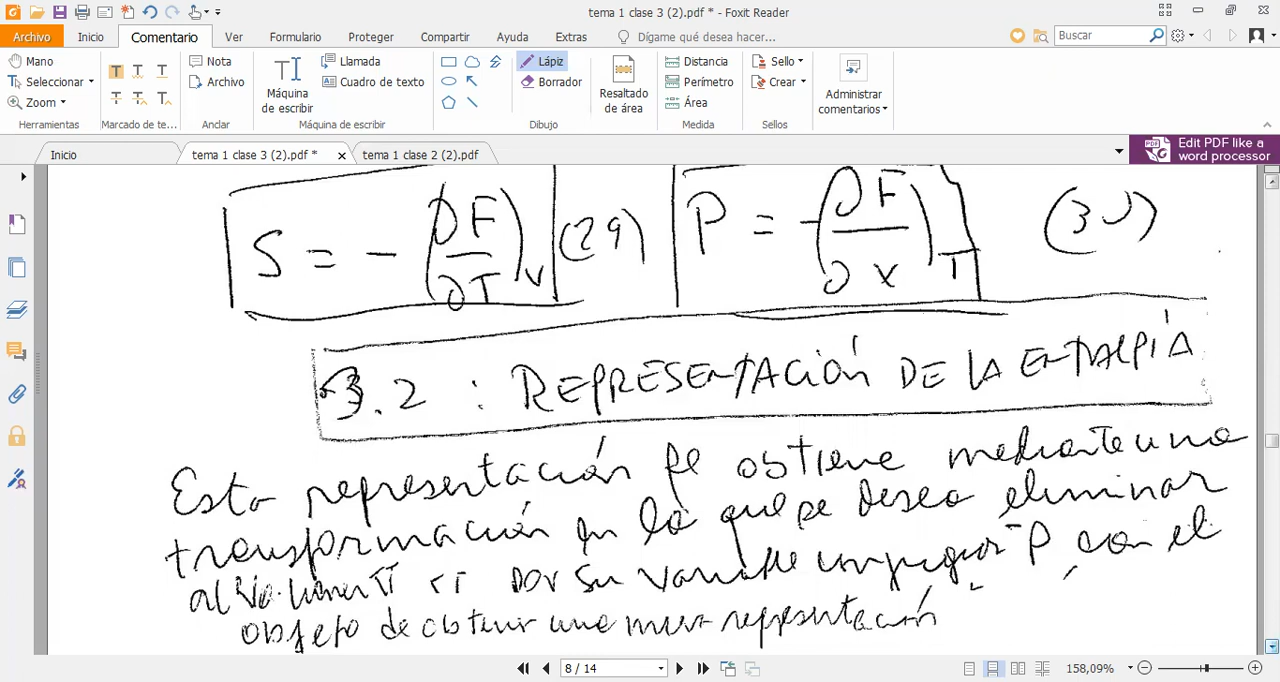 tema 1 clase 3 (2).pdf * - Foxit Reader
Archivo Inicio Comentario Ver Formulario Proteger Compartir Ayuda Extras Dígame qué desea hacer... Buscar
Mano Seleccionar Zoom
Herramientas
Marcado de te...
Nota Archivo
Anclar
Máquina de escribir
Llamada
Cuadro de texto
Máquina de escribir
Lápiz
Borrador
Dibujo
Resaltado de área
Distancia
Perímetro
Área
Medida
Sello
Crear
Sellos
Administrar comentarios
Inicio tema 1 clase 3 (2).pdf * tema 1 clase 2 (2).pdf
Edit PDF like a
word processor
S = - (∂F/∂T)V (29) P = -(∂F/∂X)T (30)
3.2 : REPRESENTACIÓN DE LA ENTALPÍA
Esta representación se obtiene mediante una
transformación en la que se desea eliminar
al por su variable P, con el
objeto de obtener una representación
8 / 14 158,09%